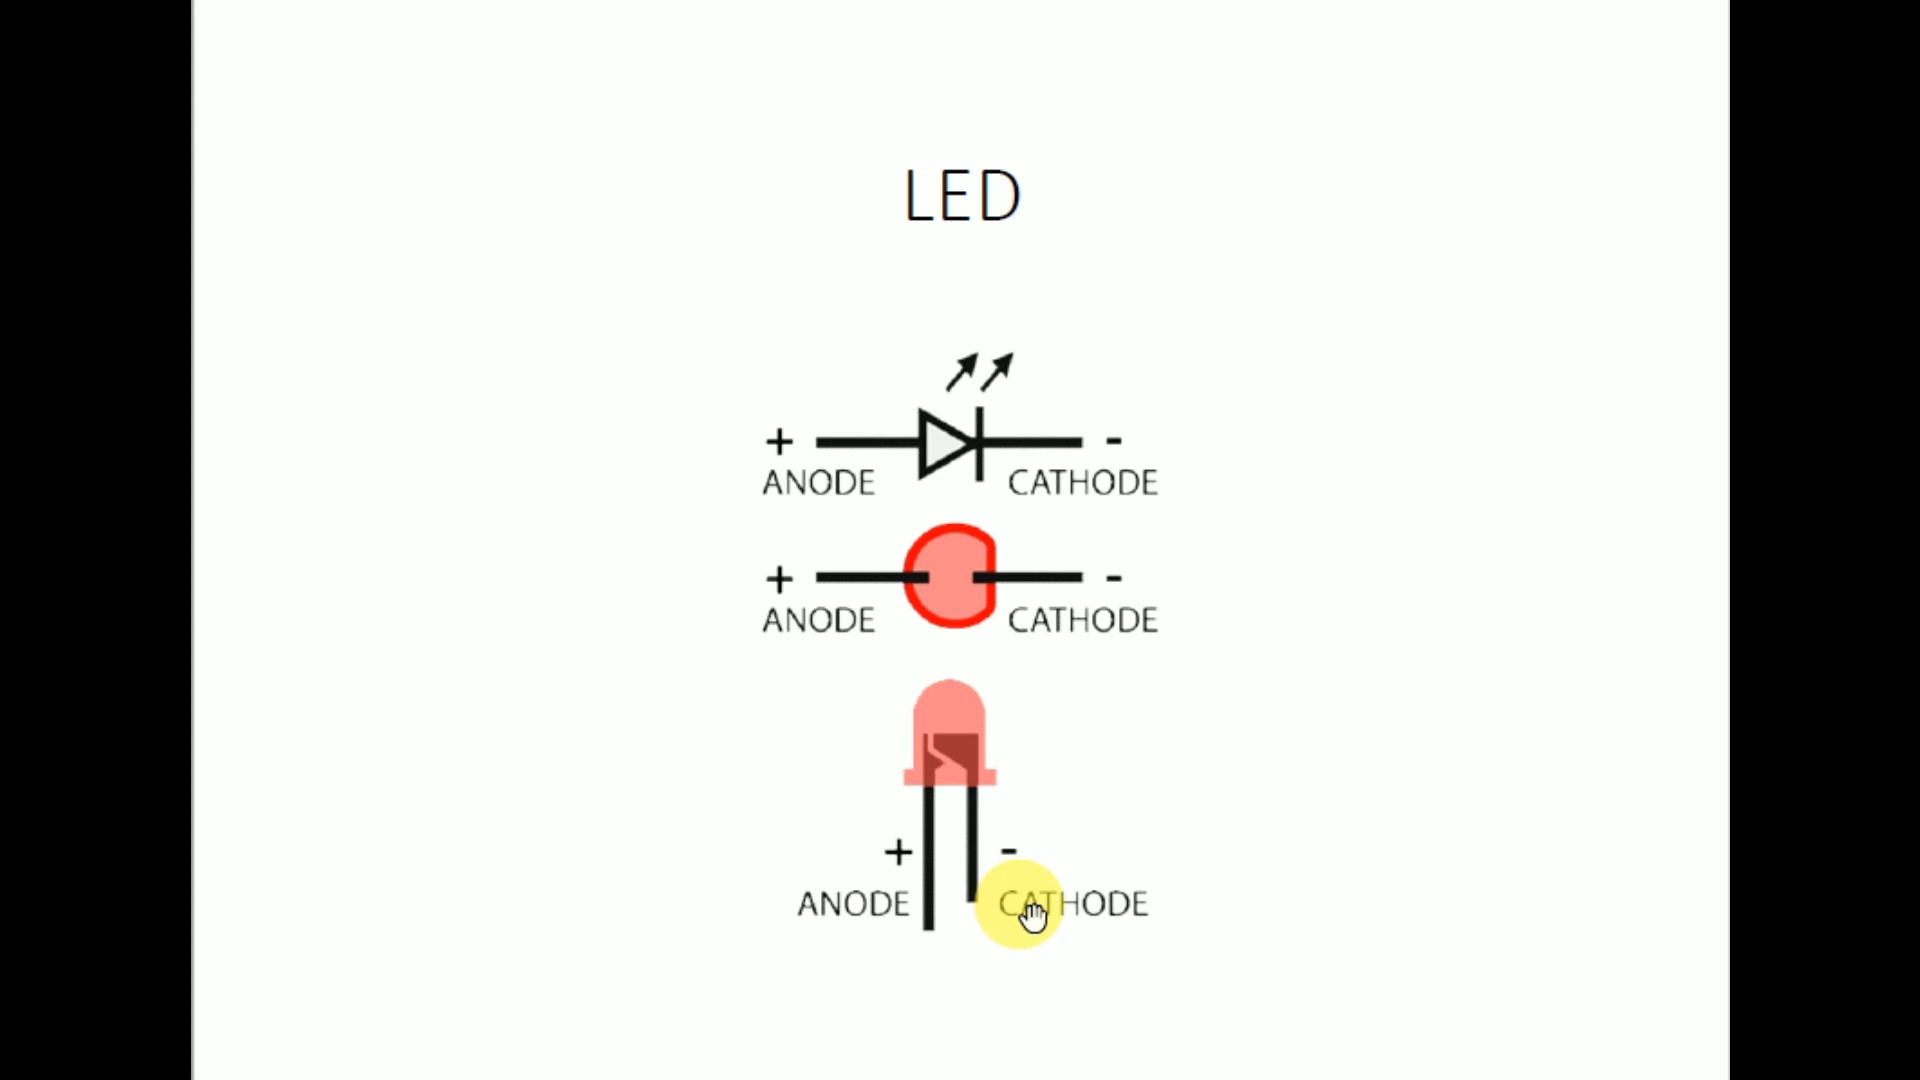 LED
+ -
ANODE CATHODE
+ -
ANODE CATHODE
+ -
ANODE CATHODE